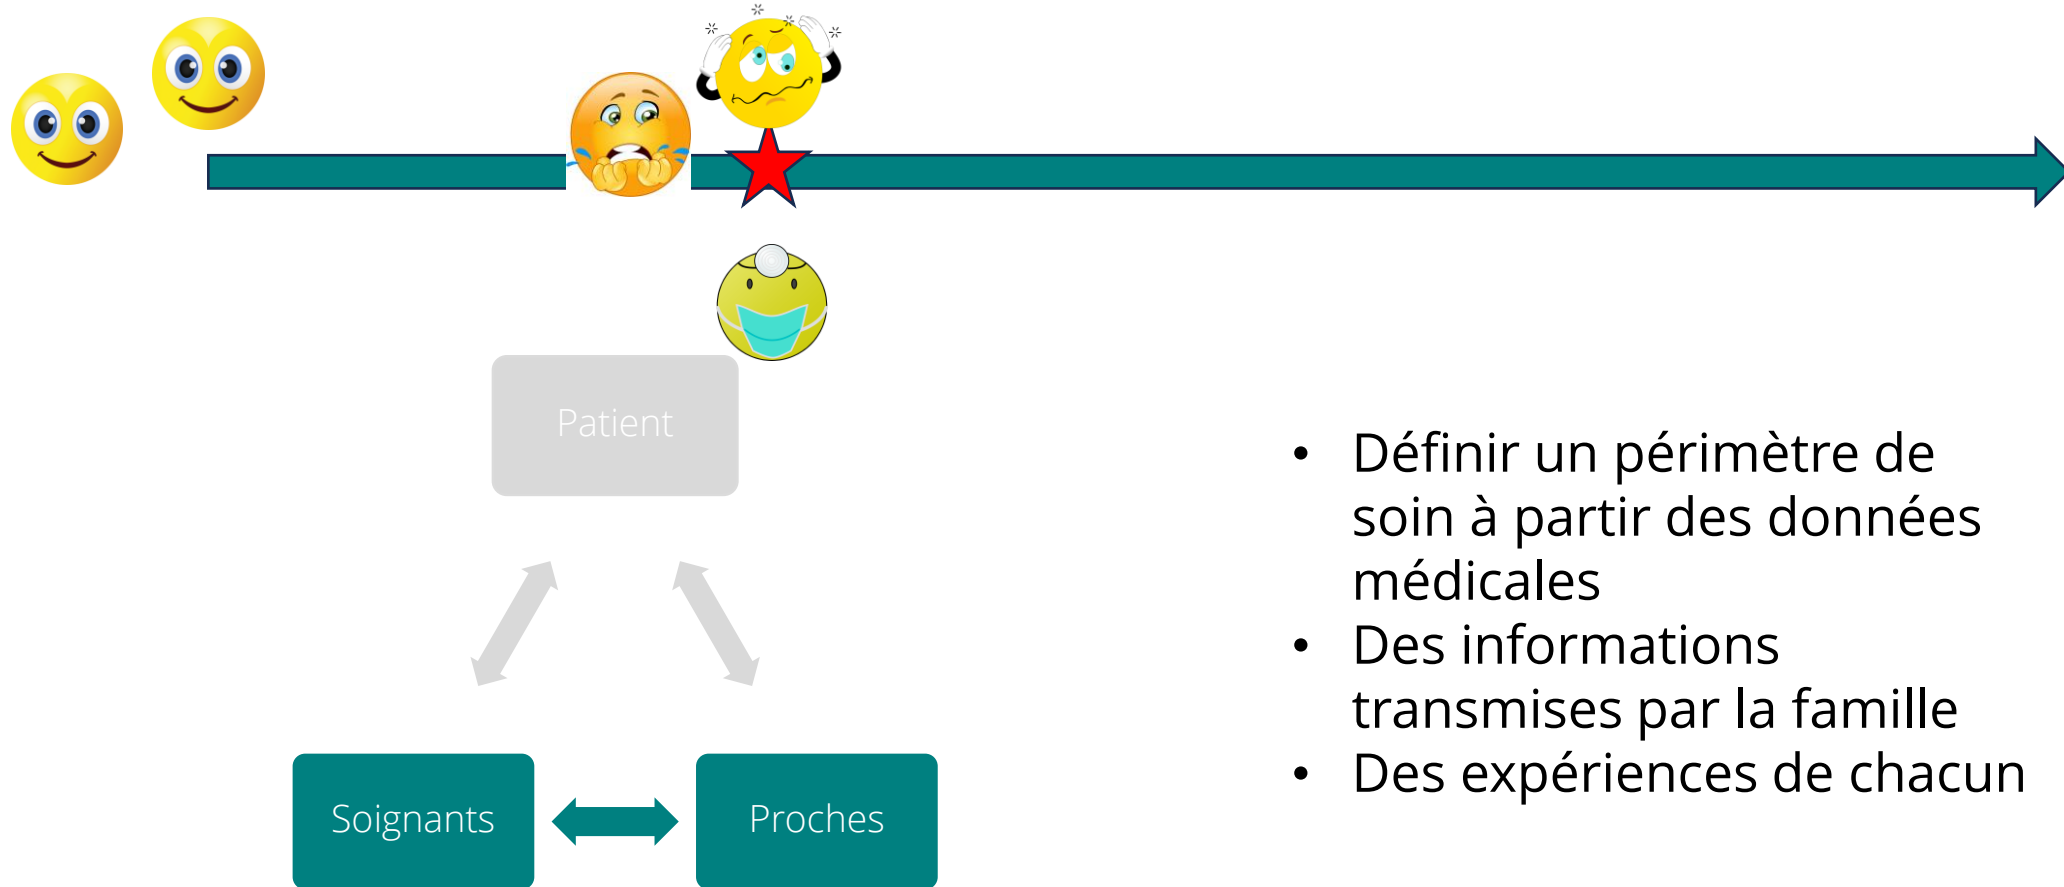 Patient
Soignants
Proches
• Définir un périmètre de
soin à partir des données
médicales
• Des informations
transmises par la famille
• Des expériences de chacun